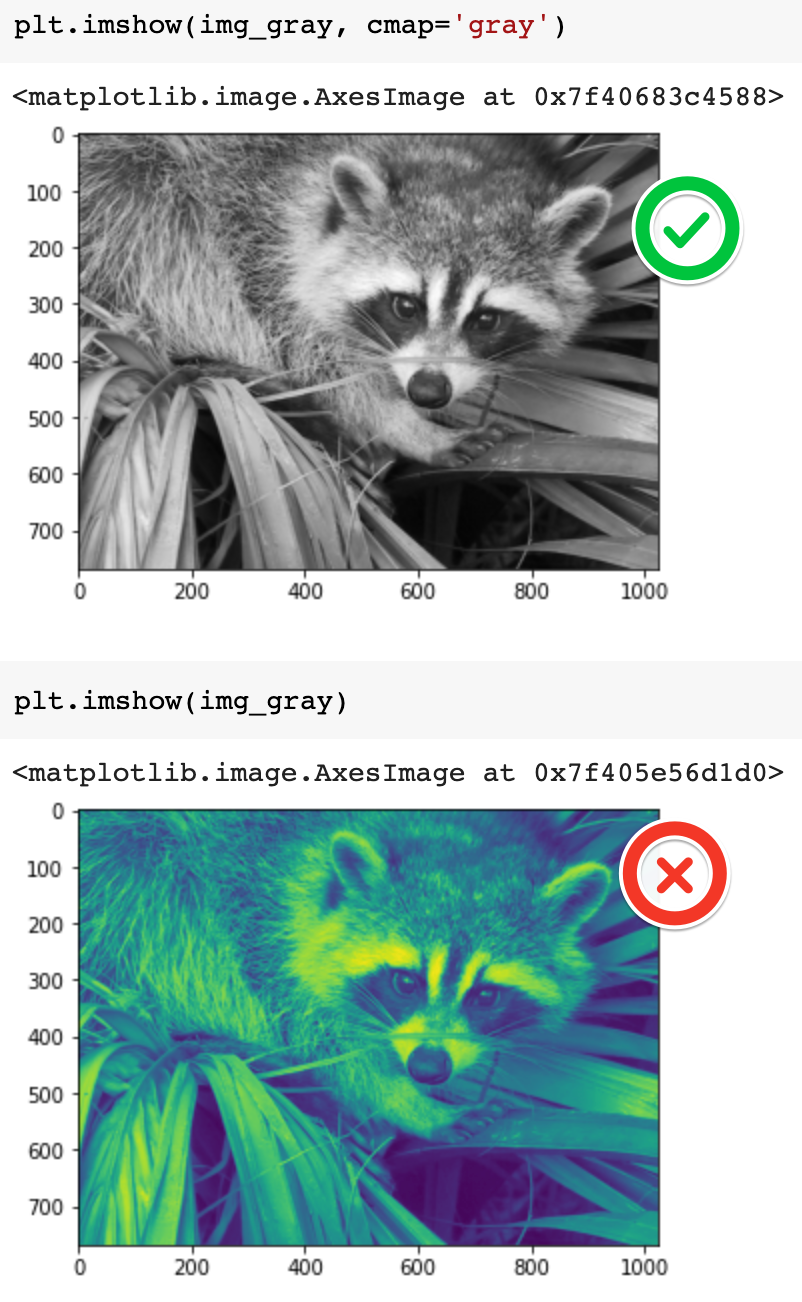 plt.imshow(img_gray, cmap='gray')
<matplotlib.image.AxesImage at 0x7f40683c4588>
0
100
200
300
400
500
600
700
0 200 400 600 800 1000
plt.imshow(img_gray)
<matplotlib.image.AxesImage at 0x7f405e56d1d0>
0
100
200
300
400
500
600
700
0 200 400 600 800 1000